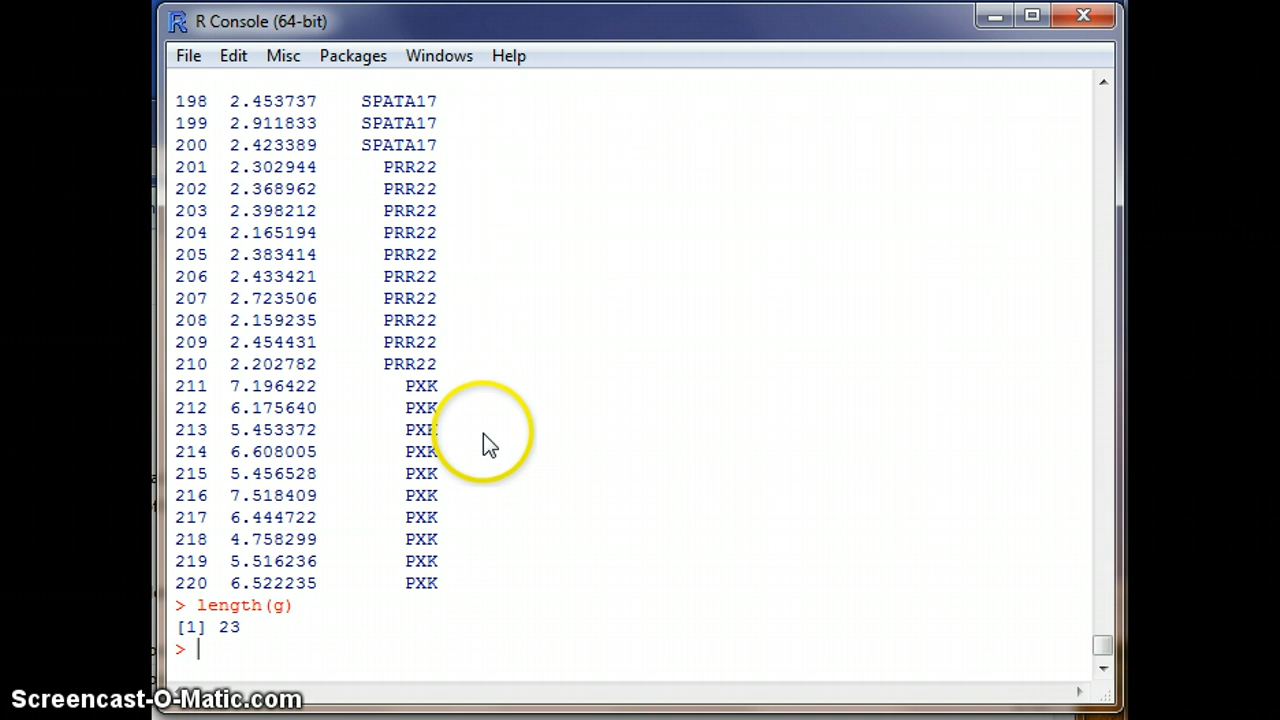 R Console (64-bit)
File Edit Misc Packages Windows Help
198 2.453737 SPATA17
199 2.911833 SPATA17
200 2.423389 SPATA17
201 2.302944 PRR22
202 2.368962 PRR22
203 2.398212 PRR22
204 2.165194 PRR22
205 2.383414 PRR22
206 2.433421 PRR22
207 2.723506 PRR22
208 2.159235 PRR22
209 2.454431 PRR22
210 2.202782 PRR22
211 7.196422 PXK
212 6.175640 PXK
213 5.453372 PXK
214 6.608005 PXK
215 5.456528 PXK
216 7.518409 PXK
217 6.444722 PXK
218 4.758299 PXK
219 5.516236 PXK
220 6.522235 PXK
> length(g)
[1] 23
>
Screencast-O-Matic.com